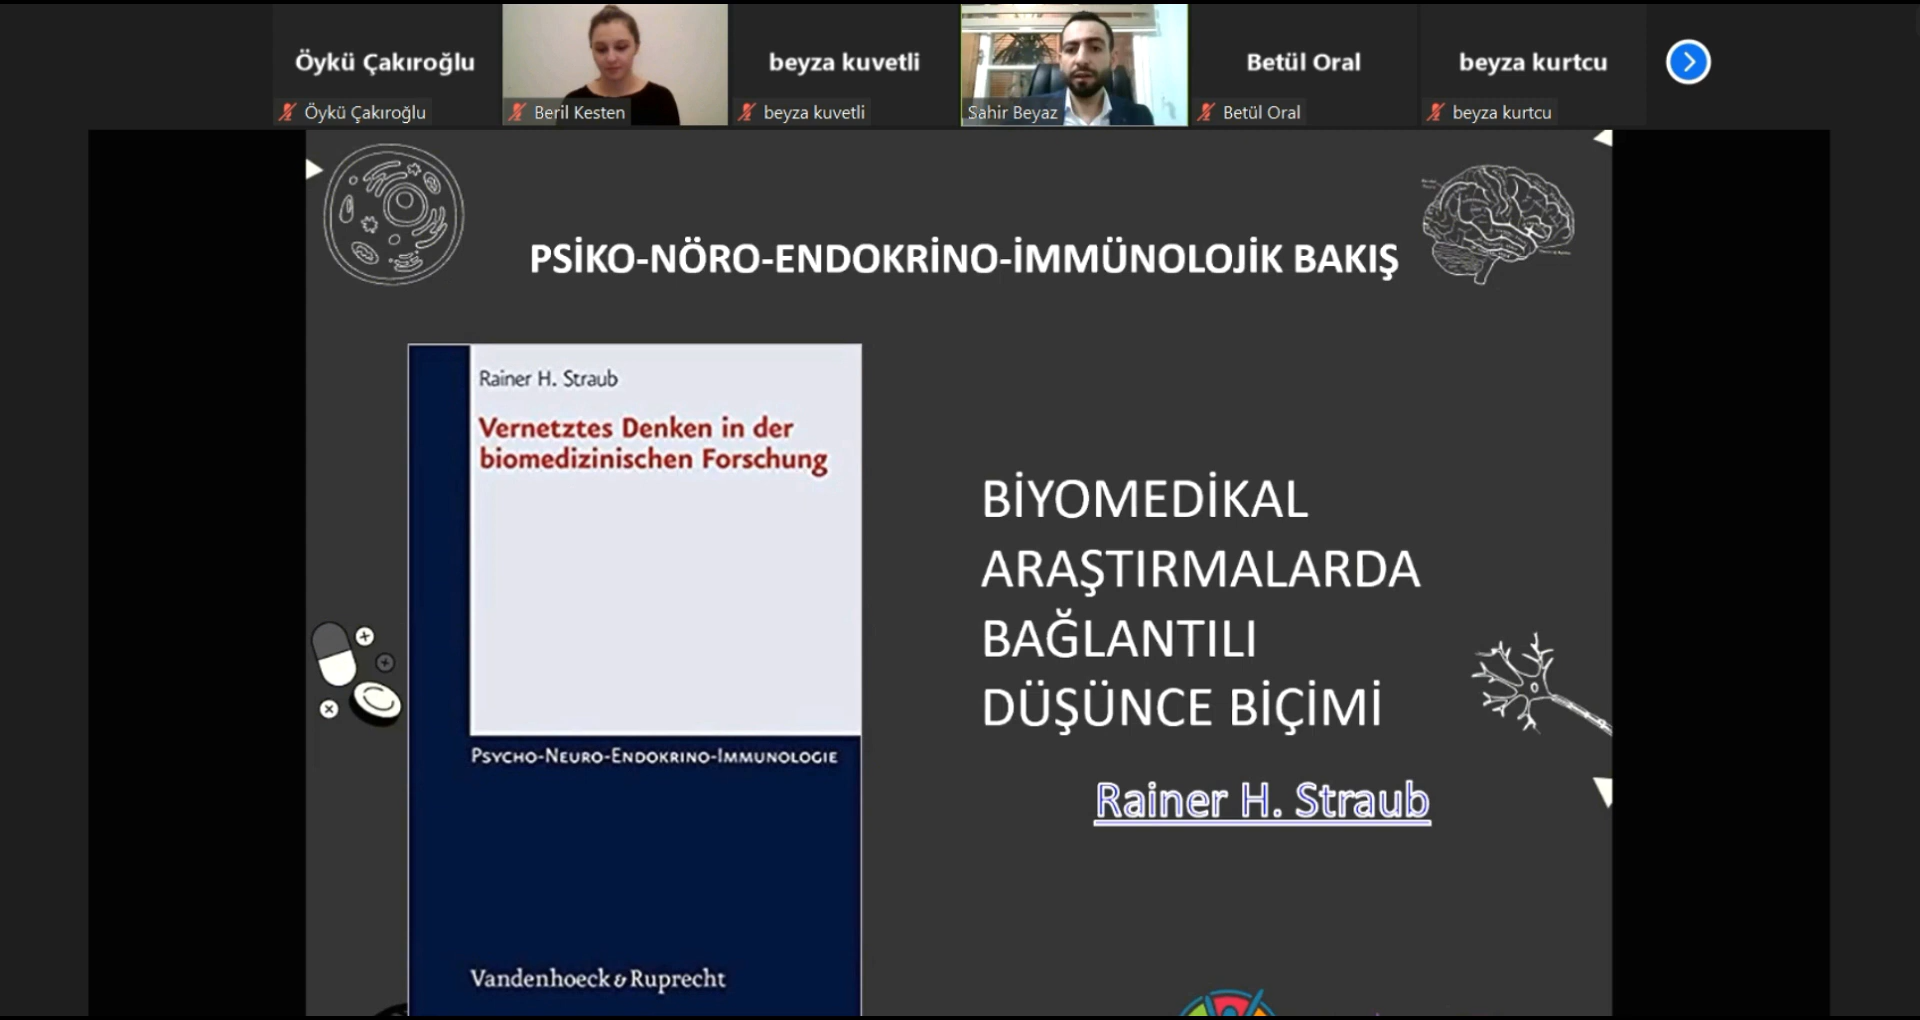 Öykü Çakıroğlu
beyza kuvetli
Betül Oral
beyza kurtcu
Öykü Çakıroğlu
Beril Kesten
beyza kuvetli
Sahir Beyaz
Betül Oral
beyza kurtcu
PSİKO-NÖRO-ENDOKRİNO-İMMÜNOLOJİK BAKIŞ
Rainer H. Straub
Vernetztes Denken in der
biomedizinischen Forschung
Psycho-Neuro-Endokrino-Immunologie
Vandenhoeck & Ruprecht
BİYOMEDİKAL
ARAŞTIRMALARDA
BAĞLANTILI
DÜŞÜNCE BİÇİMİ
Rainer H. Straub